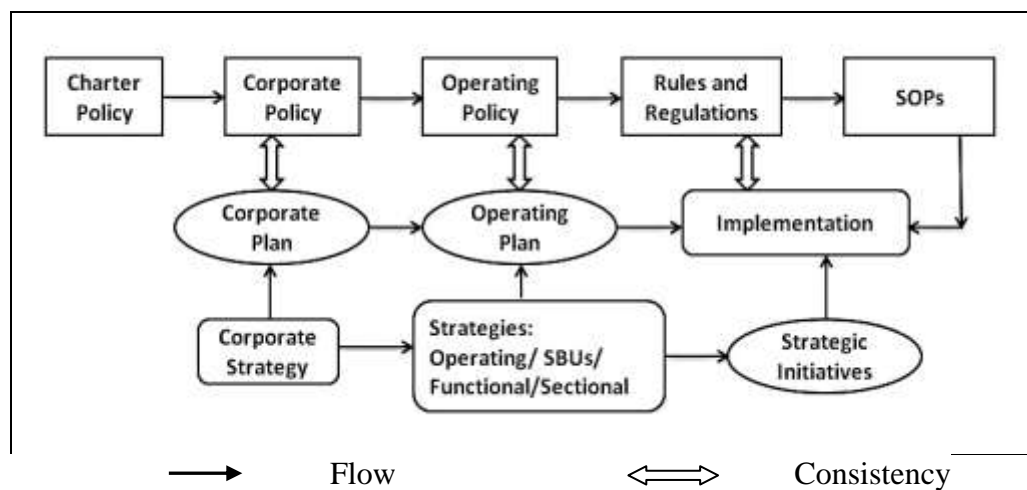 Charter
Policy
Corporate
Policy
Operating
Policy
Rules and
Regulations
SOPs
Corporate
Plan
Operating
Plan
Implementation
Corporate
Strategy
Strategies:
Operating/ SBUs/
Functional/Sectional
Strategic
Initiatives
Flow
Consistency